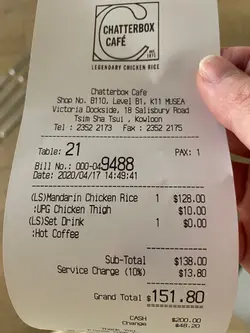 CHATTERBOX
CAFÉ
LEGENDARY CHICKEN RICE
Chatterbox Cafe
Shop No. B110, Level B1, K11 MUSEA
Victoria Dockside, 18 Salisbury Road
Tsim Sha Tsui , Kowloon
Tel : 2352 2173 Fax : 2352 2175
Table: 21 PAX: 1
Bill No.: 000-049488
Date: 2020/04/17 14:49:41
(LS)Mandarin Chicken Rice 1 $128.00
:UPG Chicken Thigh $10.00
(LS)Set Drink 1 $0.00
:Hot Coffee
Sub-Total $138.00
Service Charge (10%) $13.80
Grand Total $151.80
CASH $200.00
Change $48.20